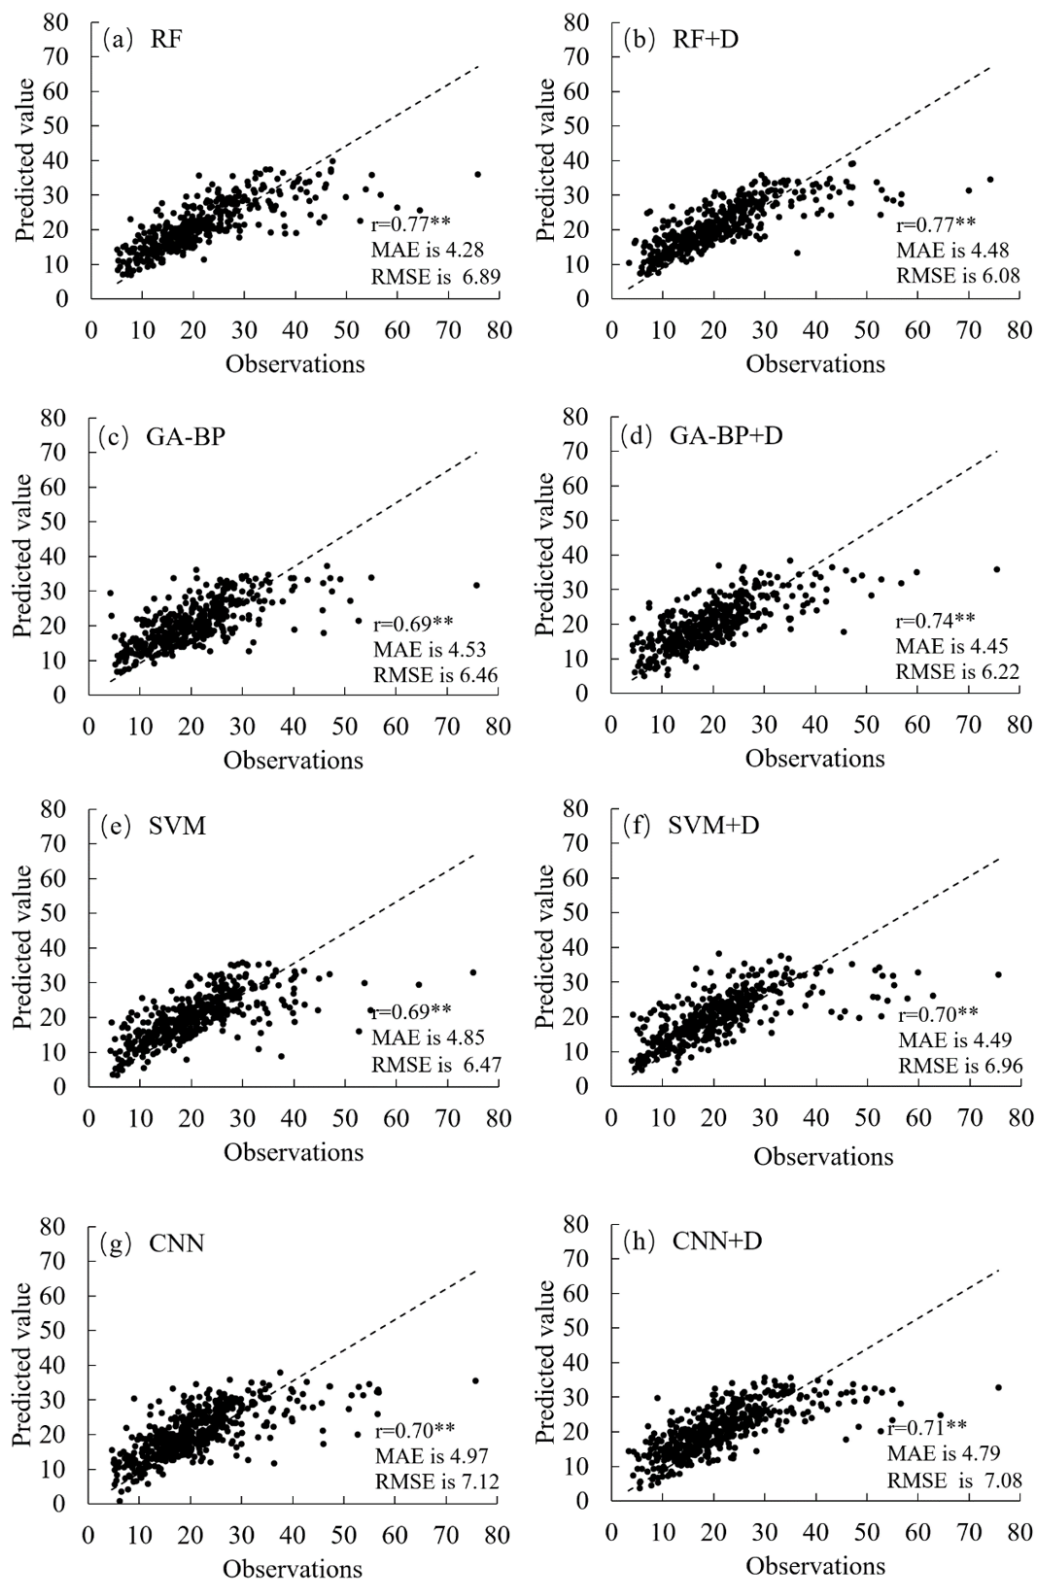 (a) RF
80
70
60
50
40
30
20
10
0
Predicted value
r=0.77**
MAE is 4.28
RMSE is 6.89
0 10 20 30 40 50 60 70 80
Observations
(b) RF+D
80
70
60
50
40
30
20
10
0
Predicted value
r=0.77**
MAE is 4.48
RMSE is 6.08
0 10 20 30 40 50 60 70 80
Observations
(c) GA-BP
80
70
60
50
40
30
20
10
0
Predicted value
r=0.69**
MAE is 4.53
RMSE is 6.46
0 10 20 30 40 50 60 70 80
Observations
(d) GA-BP+D
80
70
60
50
40
30
20
10
0
Predicted value
r=0.74**
MAE is 4.45
RMSE is 6.22
0 10 20 30 40 50 60 70 80
Observations
(e) SVM
80
70
60
50
40
30
20
10
0
Predicted value
r=0.69**
MAE is 4.85
RMSE is 6.47
0 10 20 30 40 50 60 70 80
Observations
(f) SVM+D
80
70
60
50
40
30
20
10
0
Predicted value
r=0.70**
MAE is 4.49
RMSE is 6.96
0 10 20 30 40 50 60 70 80
Observations
(g) CNN
80
70
60
50
40
30
20
10
0
Predicted value
r=0.70**
MAE is 4.97
RMSE is 7.12
0 10 20 30 40 50 60 70 80
Observations
(h) CNN+D
80
70
60
50
40
30
20
10
0
Predicted value
r=0.71**
MAE is 4.79
RMSE is 7.08
0 10 20 30 40 50 60 70 80
Observations